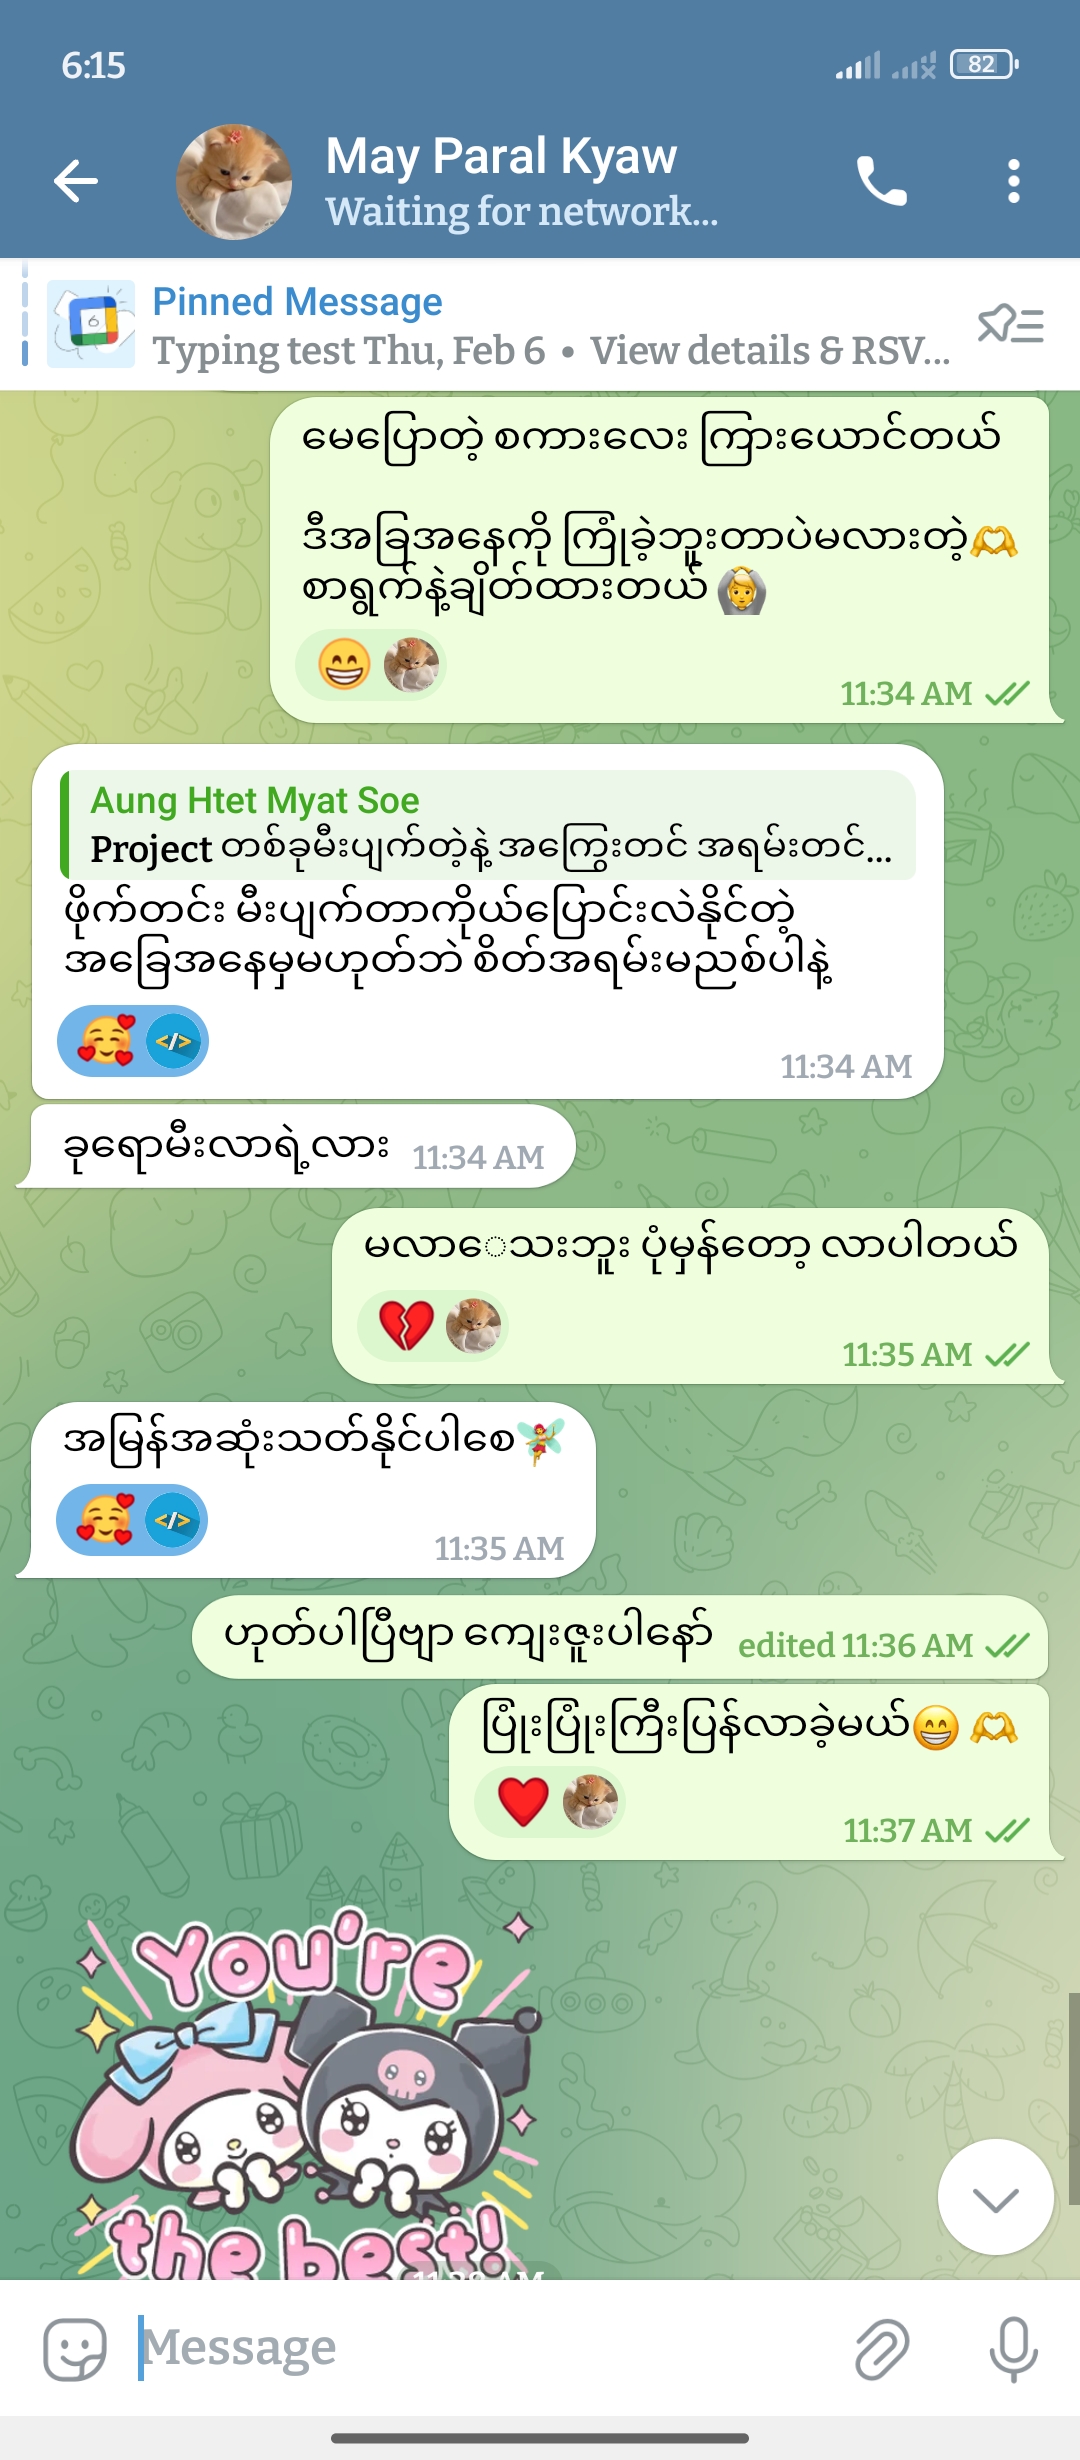 6:15
82
May Paral Kyaw
Waiting for network...
6
Pinned Message
Typing test Thu, Feb 6 • View details & RSV...
မေပြောတဲ့ စကားလေး ကြားယောင်တယ်
ဒီအခြအနေကို ကြုံခဲ့ဘူးတာပဲမလားတဲ့🫶
စာရွက်နဲ့ချိတ်ထားတယ်🙆
😁
11:34 AM
Aung Htet Myat Soe
Project တစ်ခုမီးပျက်တဲ့နဲ့ အကြွေးတင် အရမ်းတင်...
ဖိုက်တင်း မီးပျက်တာကိုယ်ပြောင်းလဲနိုင်တဲ့
အခြေအနေမှမဟုတ်ဘဲ စိတ်အရမ်းမညစ်ပါနဲ့
🥰 </>
11:34 AM
ခုရောမီးလာရဲ့လား 11:34 AM
မလာေသးဘူး ပုံမှန်တော့ လာပါတယ်
💔
11:35 AM
အမြန်အဆုံးသတ်နိုင်ပါစေ🧚
🥰 </>
11:35 AM
ဟုတ်ပါပြီဗျာ ကျေးဇူးပါနော် edited 11:36 AM
ပြုံးပြုံးကြီးပြန်လာခဲ့မယ်😁🫶
❤️
11:37 AM
You're
the best!
11:38 AM
Message